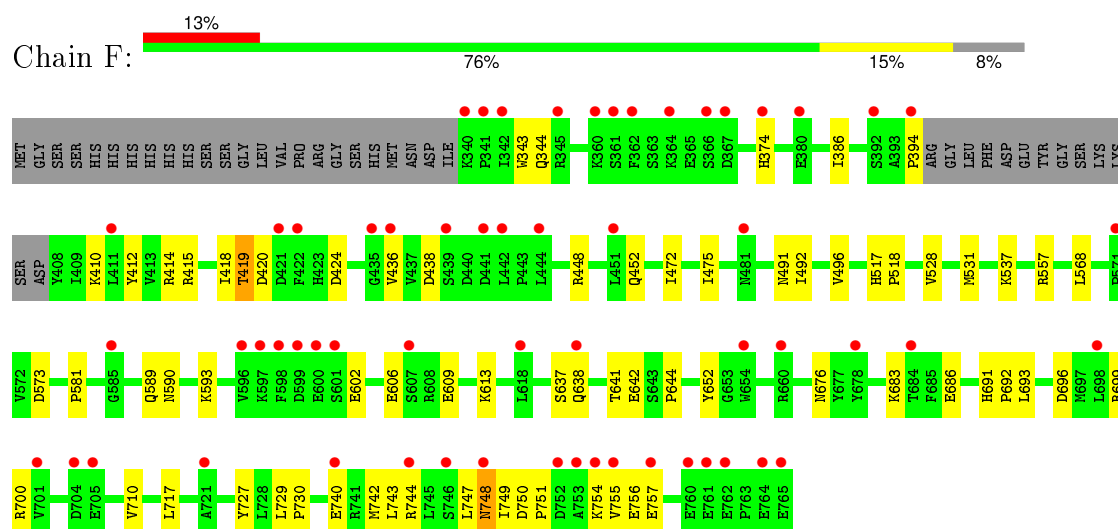 13%
Chain F:
76% 15% 8%
MET GLY SER SER HIS HIS HIS HIS HIS HIS SER SER GLY LEU VAL PRO ARG GLY SER HIS MET ASN ASP ILE K340 P341 I342 W343 Q344 R345 K360 S361 F362 S363 K364 E365 S366 D367 H374 E380 I386 S392 A393 P394 ARG GLY LEU PHE ASP GLU TYR GLY SER LYS LYS
SER ASP Y408 I409 K410 L411 Y412 V413 R414 R415 I418 T419 D420 D421 F422 H423 D424 G435 V436 V437 D438 S439 D440 D441 L442 P443 L444 R448 L451 Q452 I472 I475 N481 N491 I492 V496 H517 P518 V528 M531 K537 R557 L568 P571
V572 D573 P581 G585 Q589 N590 K593 V596 K597 F598 D599 E600 S601 E602 E606 S607 R608 E609 K613 L618 S637 Q638 T641 E642 S643 P644 Y652 G653 W654 R660 N676 Y677 Y678 K683 T684 F685 E686 H691 P692 L693 D696 M697 L698 R699
R700 V701 D704 E705 V710 L717 A721 Y727 L728 L729 P730 E740 R741 M742 L743 R744 L745 S746 L747 N748 I749 D750 P751 D752 A753 K754 V755 E756 E757 E760 E761 E762 P763 E764 E765